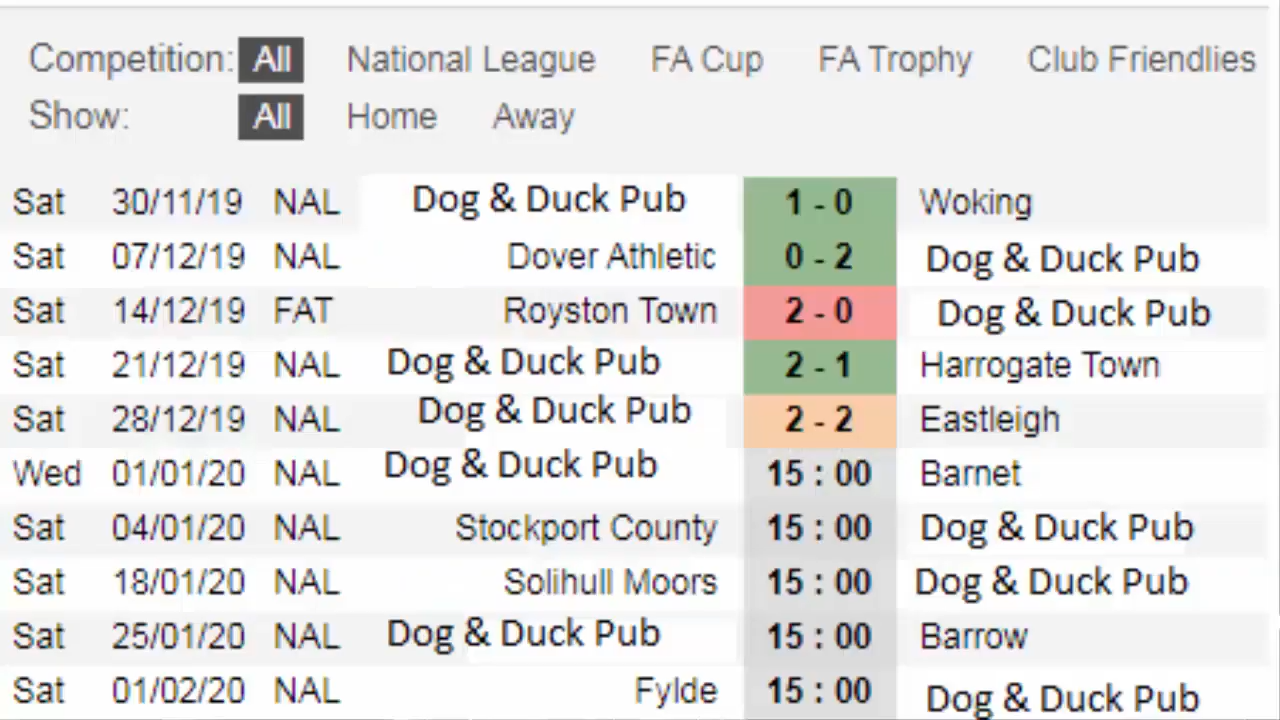 Competition: All National League FA Cup FA Trophy Club Friendlies
Show: All Home Away
Sat 30/11/19 NAL Dog & Duck Pub 1 - 0 Woking
Sat 07/12/19 NAL Dover Athletic 0 - 2 Dog & Duck Pub
Sat 14/12/19 FAT Royston Town 2 - 0 Dog & Duck Pub
Sat 21/12/19 NAL Dog & Duck Pub 2 - 1 Harrogate Town
Sat 28/12/19 NAL Dog & Duck Pub 2 - 2 Eastleigh
Wed 01/01/20 NAL Dog & Duck Pub 15 : 00 Barnet
Sat 04/01/20 NAL Stockport County 15 : 00 Dog & Duck Pub
Sat 18/01/20 NAL Solihull Moors 15 : 00 Dog & Duck Pub
Sat 25/01/20 NAL Dog & Duck Pub 15 : 00 Barrow
Sat 01/02/20 NAL Fylde 15 : 00 Dog & Duck Pub